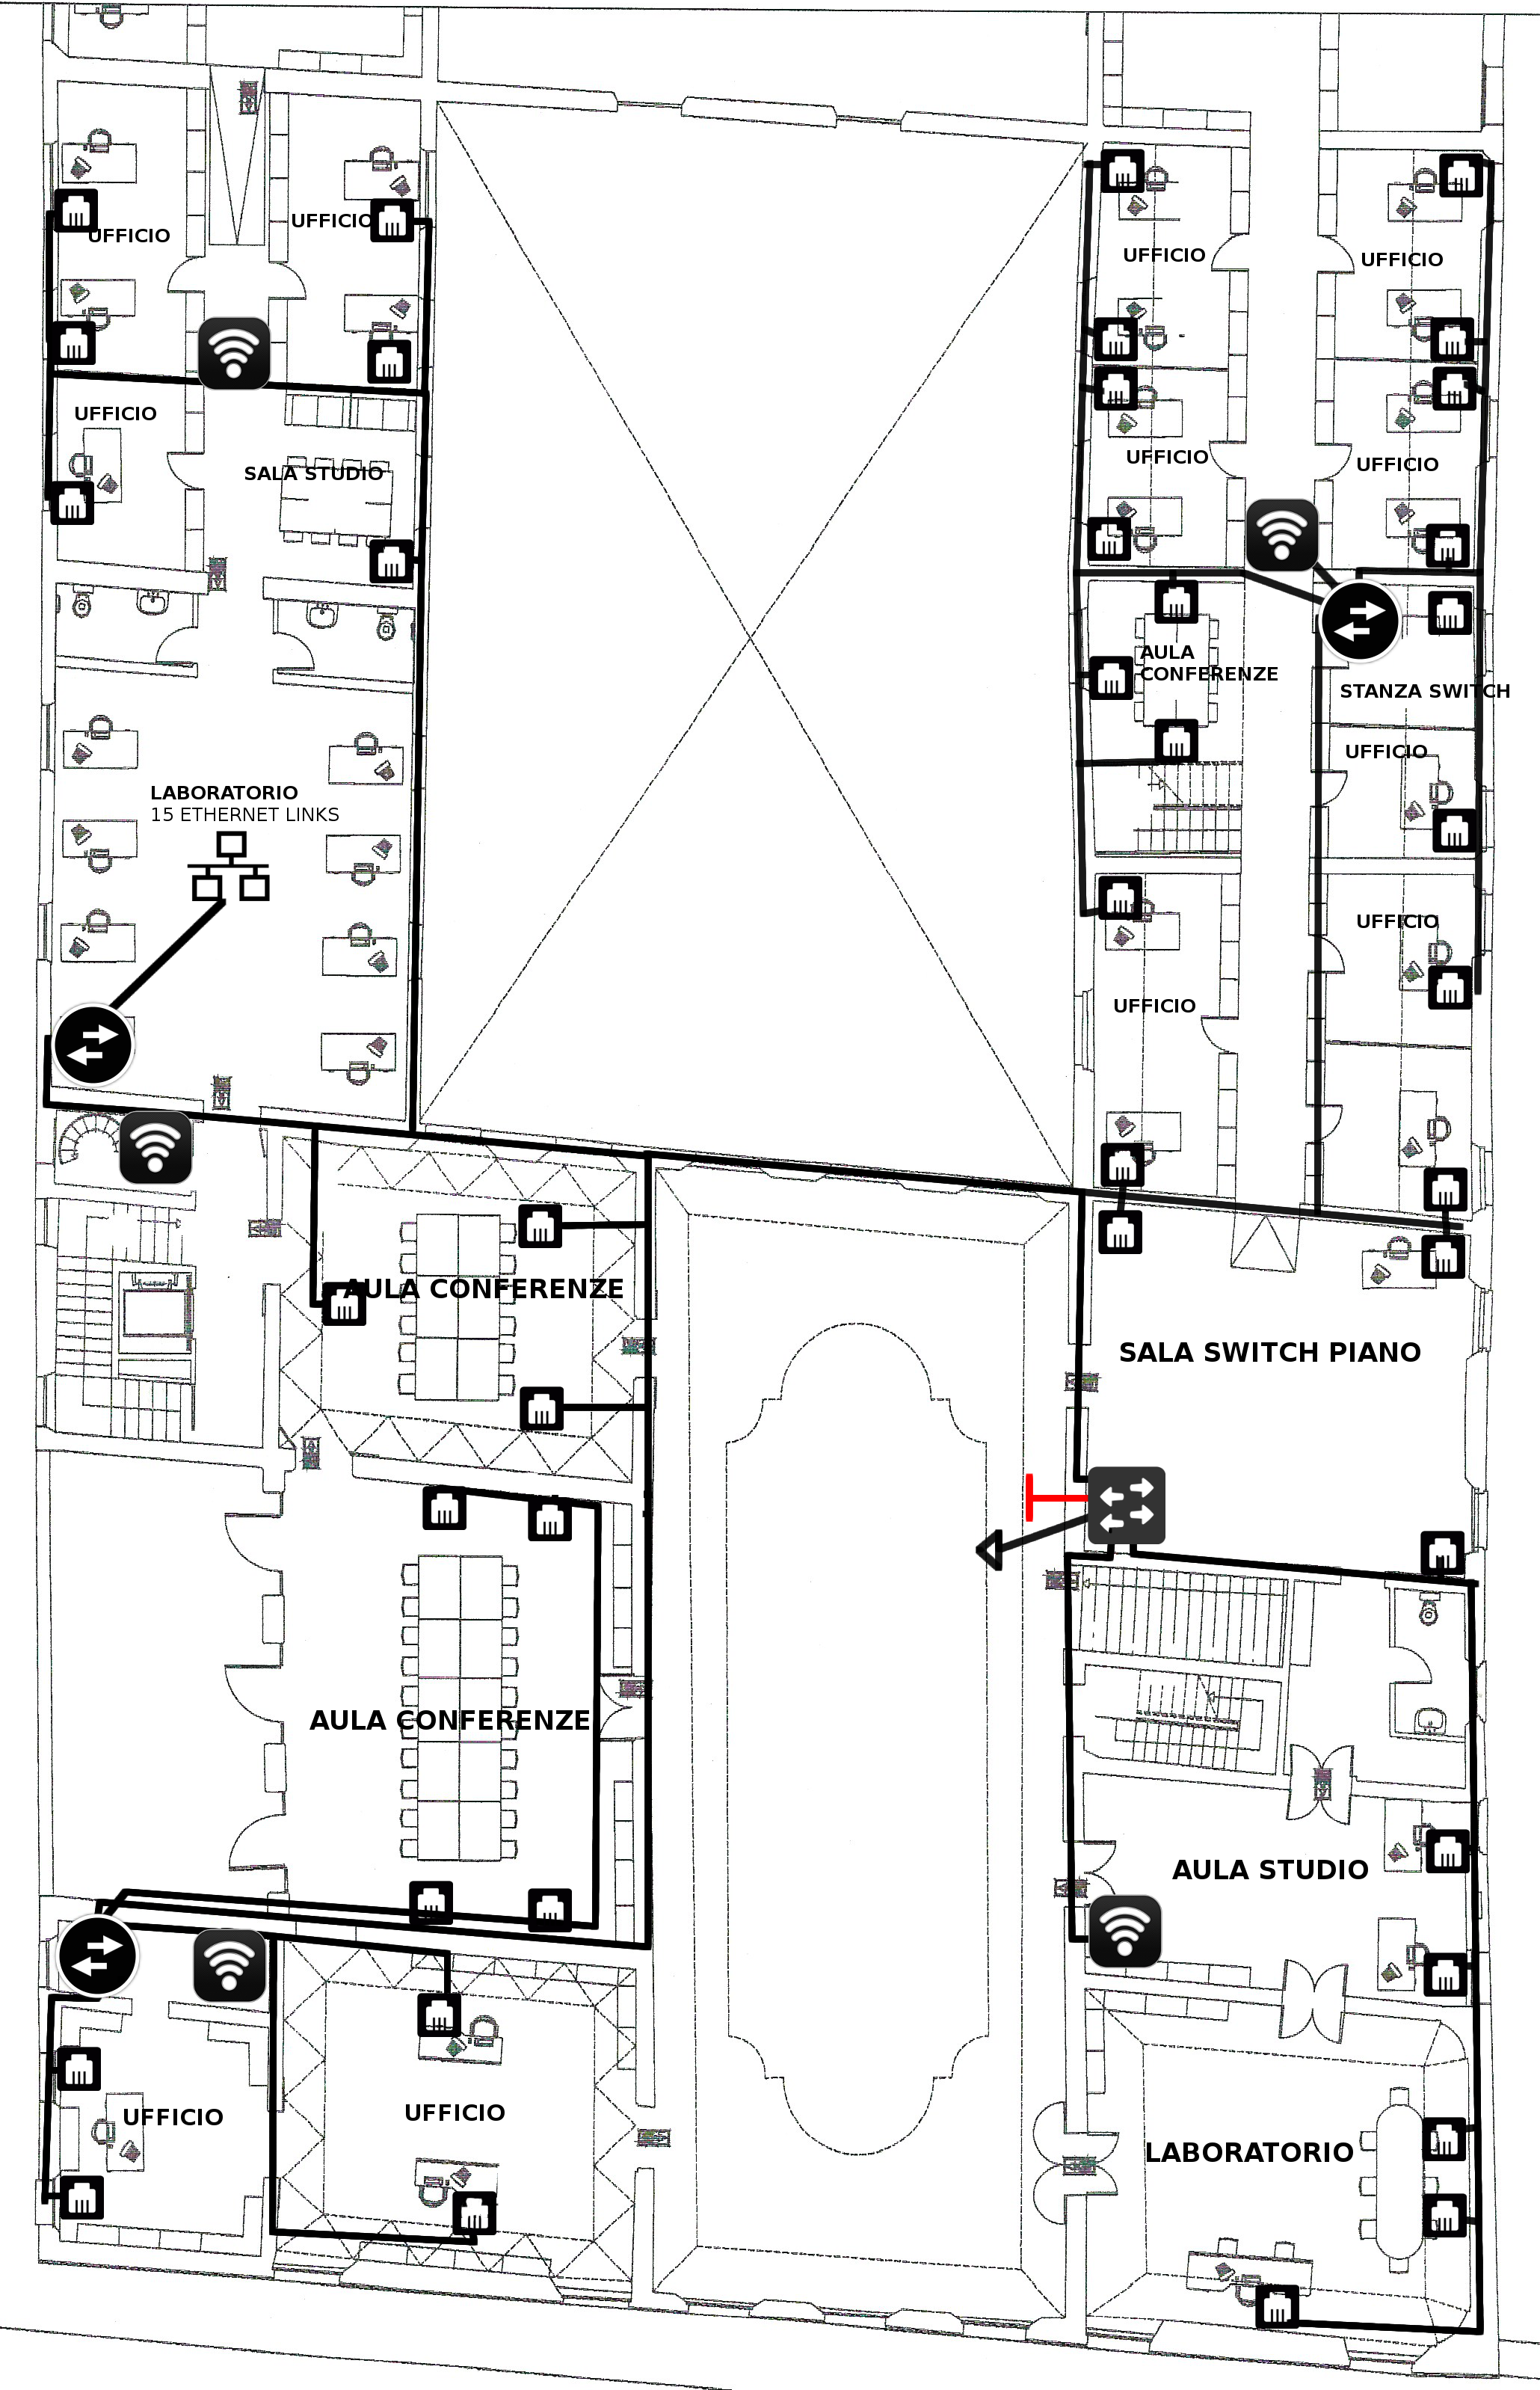 UFFICIO
UFFICIO
UFFICIO
UFFICIO
UFFICIO
SALA STUDIO
UFFICIO
UFFICIO
AULA
CONFERENZE
STANZA SWITCH
UFFICIO
LABORATORIO
15 ETHERNET LINKS
UFFICIO
UFFICIO
AULA CONFERENZE
SALA SWITCH PIANO
AULA CONFERENZE
AULA STUDIO
UFFICIO
UFFICIO
LABORATORIO